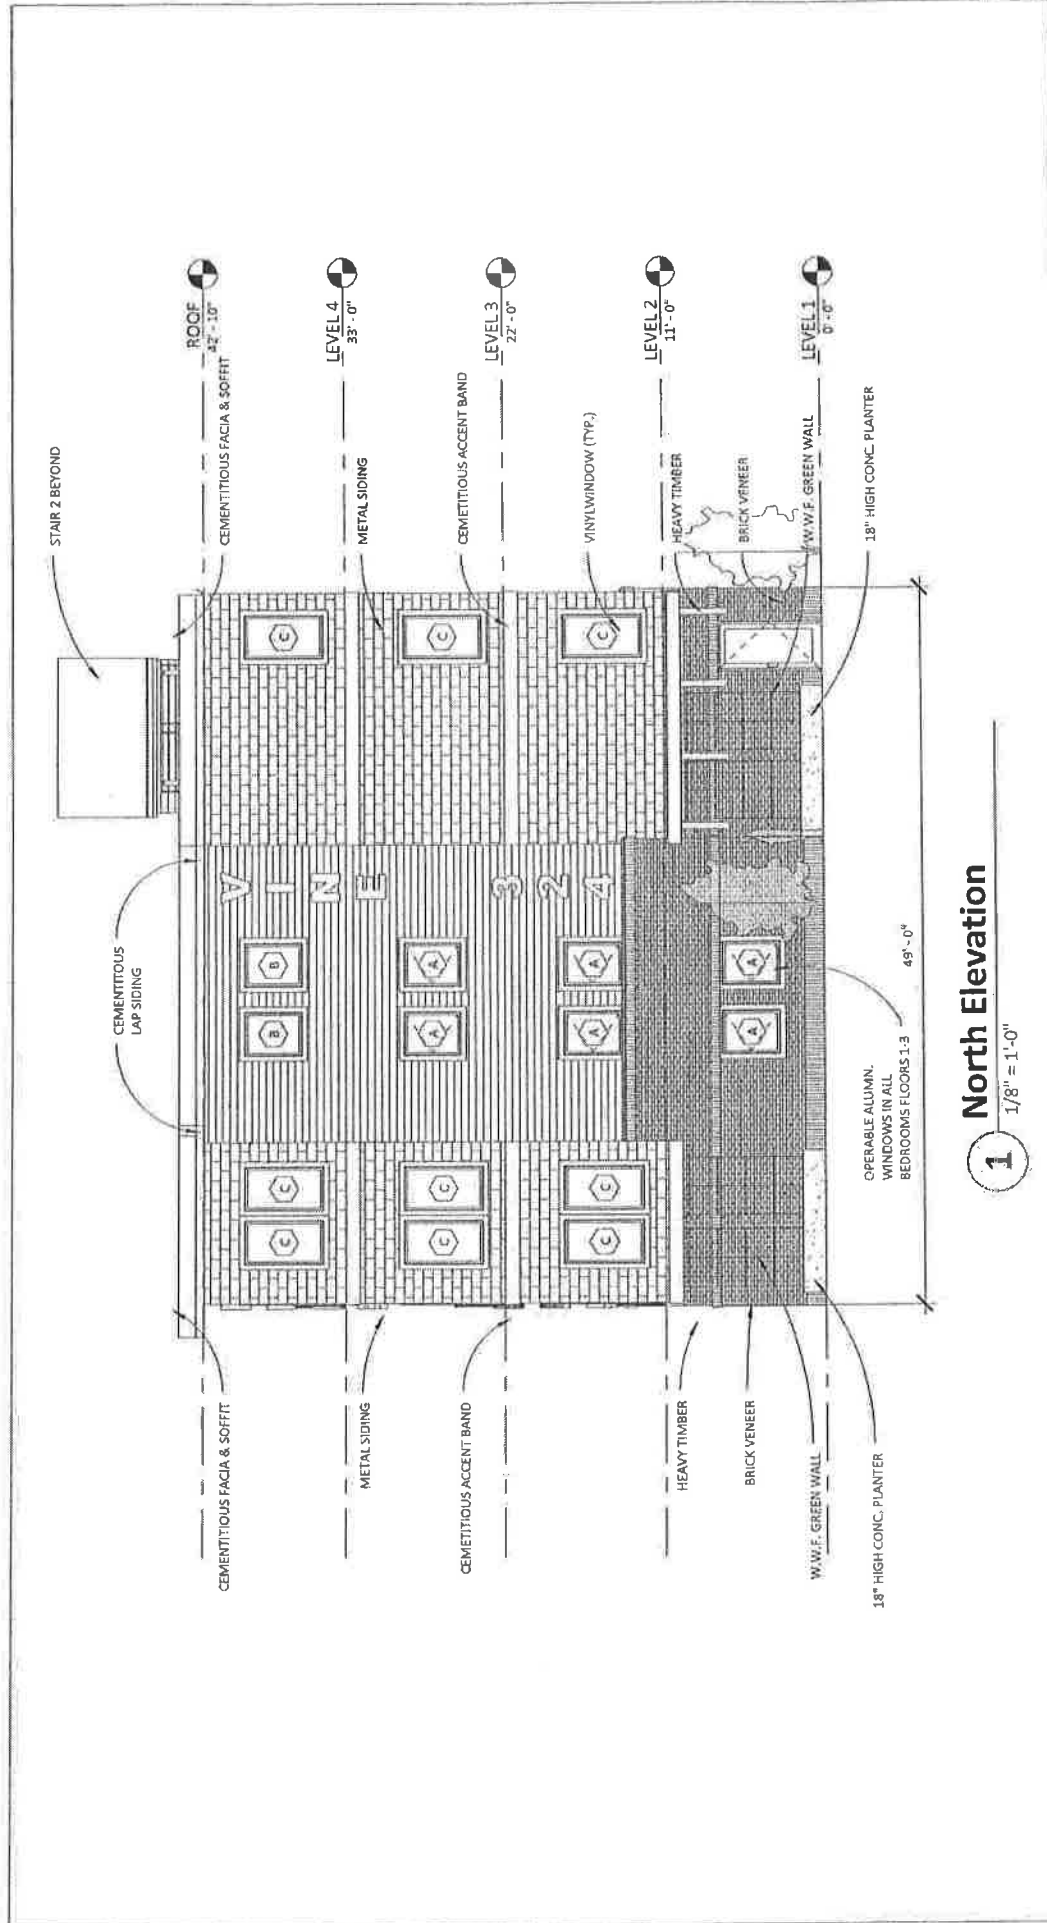 STAIR 2 BEYOND
CEMENTITOUS
LAP SIDING
ROOF
42' - 10"
CEMENTITIOUS FACIA & SOFFIT
CEMENTITIOUS FACIA & SOFFIT
LEVEL 4
33' - 0"
METAL SIDING
METAL SIDING
LEVEL 3
22' - 0"
CEMETITIOUS ACCENT BAND
CEMETITIOUS ACCENT BAND
VINYL WINDOW (TYP.)
LEVEL 2
11' - 0"
HEAVY TIMBER
HEAVY TIMBER
BRICK VENEER
BRICK VENEER
W.W.F. GREEN WALL
W.W.F. GREEN WALL
LEVEL 1
0' - 0"
18" HIGH CONC. PLANTER
18" HIGH CONC. PLANTER
VINE
324
C C B B C
C C A A C
C C A A C
A A
OPERABLE ALUMN.
WINDOWS IN ALL
BEDROOMS FLOORS 1-3
49' - 0"
1 North Elevation
1/8" = 1'-0"